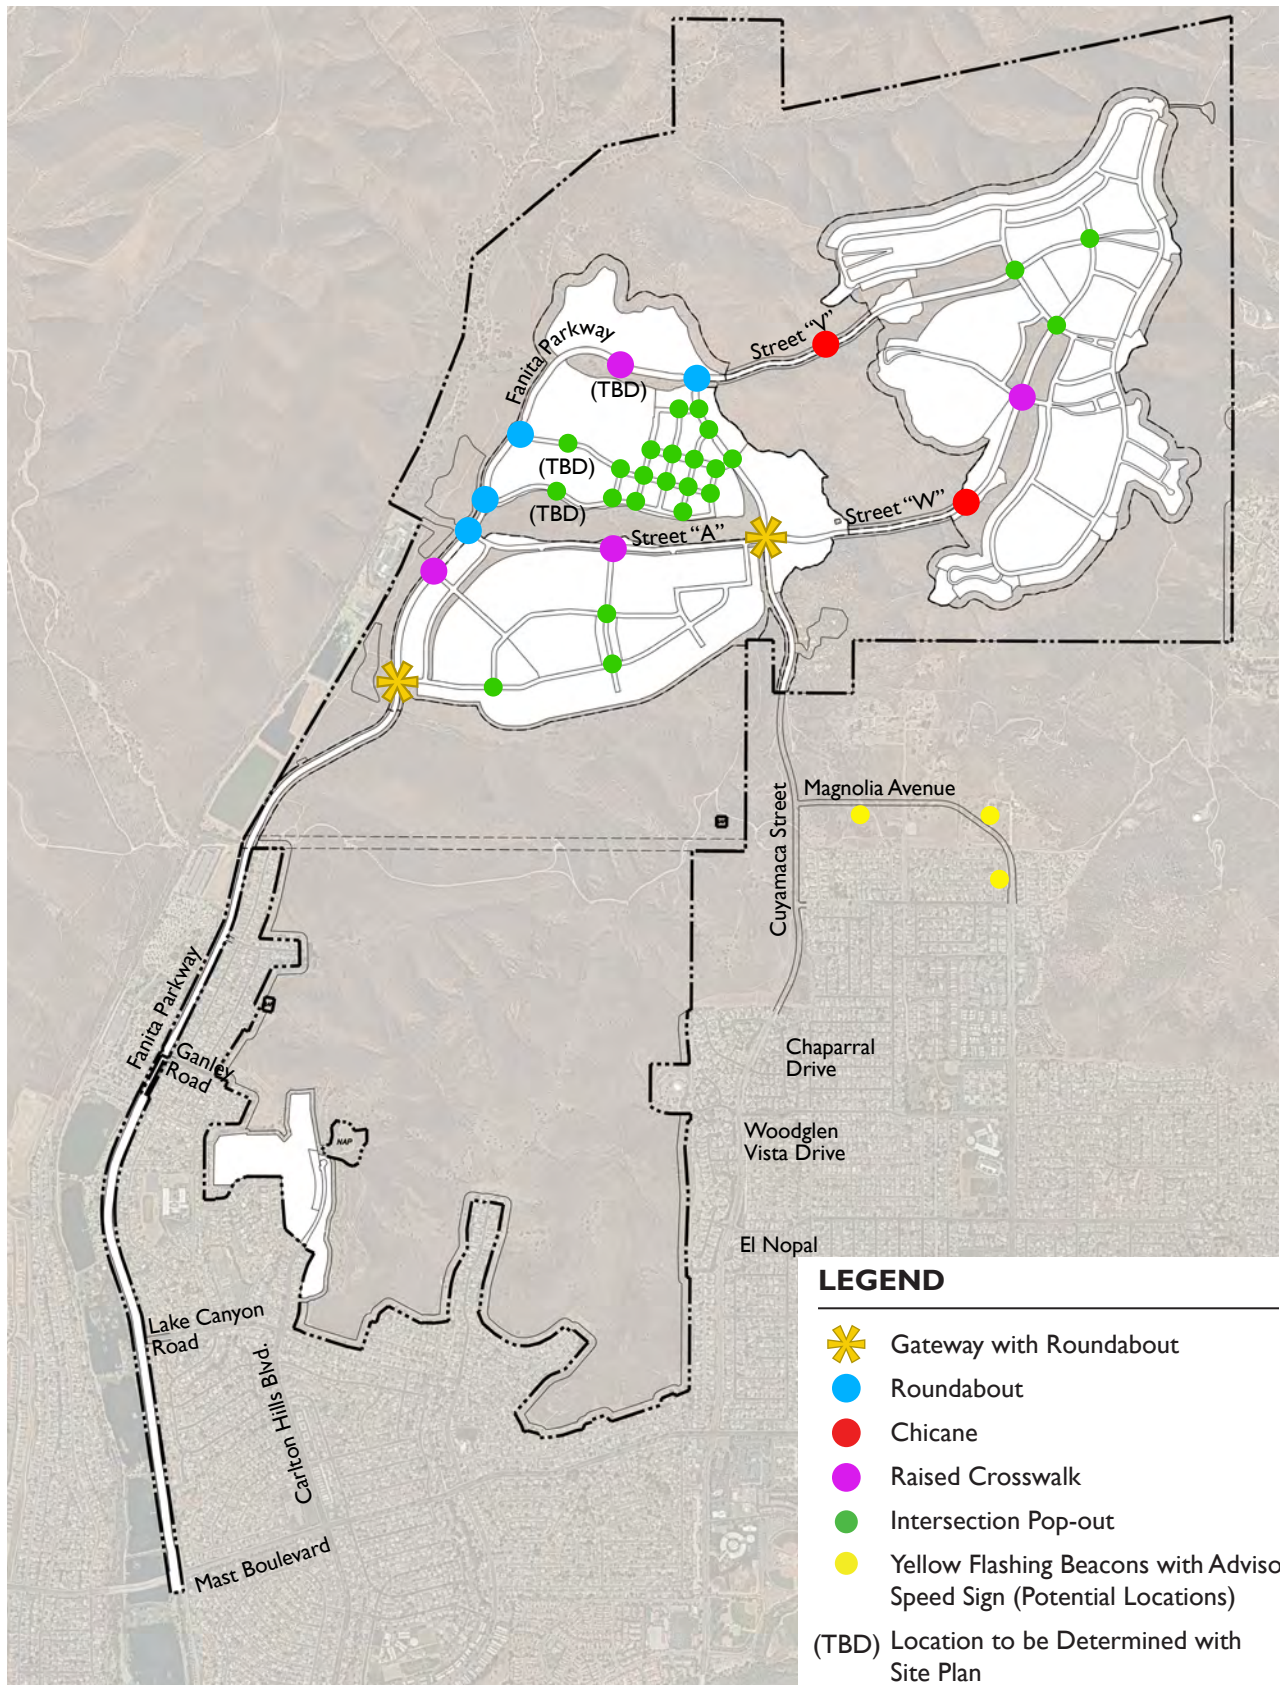 Fanita Parkway
Street “V”
(TBD)
(TBD)
(TBD)
Street “W”
Street “A”
Magnolia Avenue
Cuyamaca Street
Fanita Parkway
Ganley
Road
Chaparral
Drive
Woodglen
Vista Drive
NAP
El Nopal
Lake Canyon
Road
Carlton Hills Blvd.
Mast Boulevard
LEGEND
Gateway with Roundabout
Roundabout
Chicane
Raised Crosswalk
Intersection Pop-out
Yellow Flashing Beacons with Adviso
Speed Sign (Potential Locations)
(TBD) Location to be Determined with
Site Plan